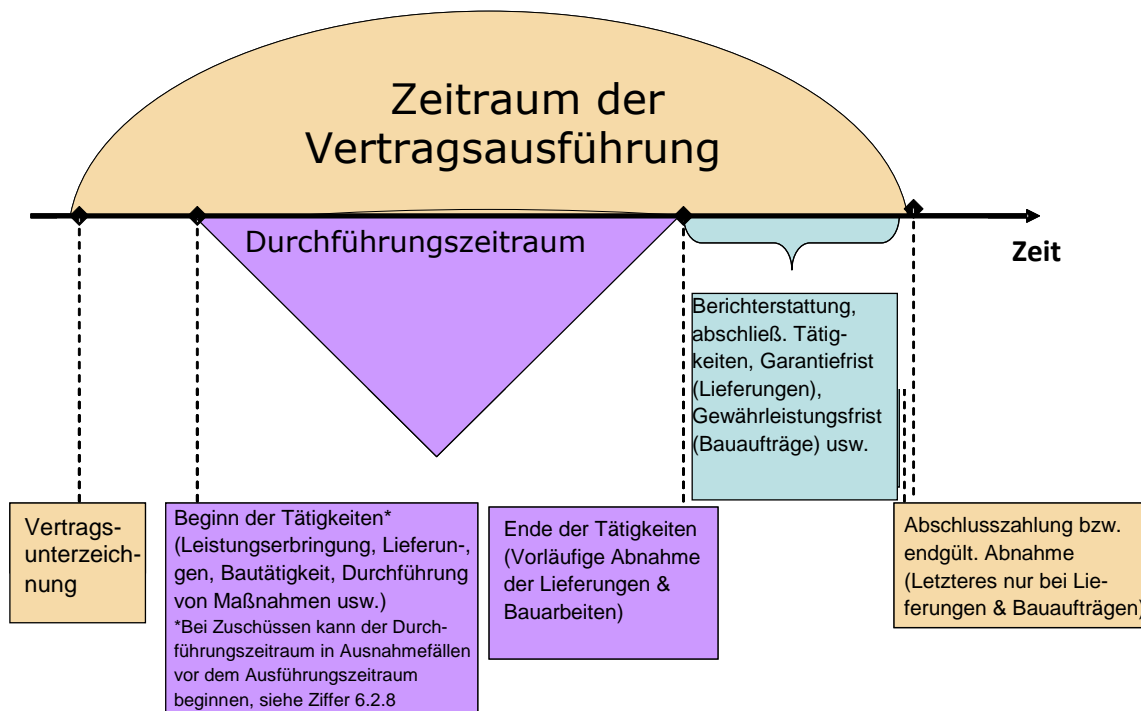 Zeitraum der
Vertragsausführung
Durchführungszeitraum
Zeit
Berichterstattung,
abschließ. Tätig-
keiten, Garantiefrist
(Lieferungen),
Gewährleistungsfrist
(Bauaufträge) usw.
Vertrags-
unterzeich-
nung
Beginn der Tätigkeiten*
(Leistungserbringung, Lieferun-,
gen, Bautätigkeit, Durchführung
von Maßnahmen usw.)
*Bei Zuschüssen kann der Durch-
führungszeitraum in Ausnahmefällen
vor dem Ausführungszeitraum
beginnen, siehe Ziffer 6.2.8
Ende der Tätigkeiten
(Vorläufige Abnahme
der Lieferungen &
Bauarbeiten)
Abschlusszahlung bzw.
endgült. Abnahme
(Letzteres nur bei Lie-
ferungen & Bauaufträgen)